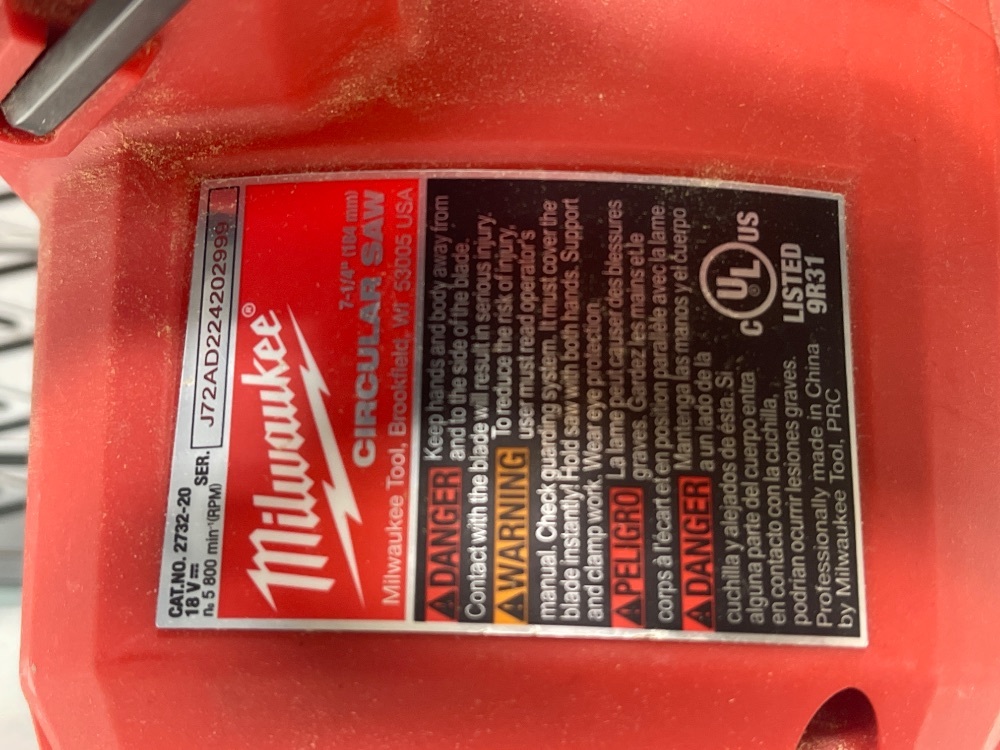 CAT.NO. 2732-20
18 V ⎓
SER. J72AD224202999
n₀ 5 800 min⁻¹(RPM)
Milwaukee®
7-1/4" (184 mm)
CIRCULAR SAW
Milwaukee Tool, Brookfield, WI 53005 USA
DANGER Keep hands and body away from
and to the side of the blade.
Contact with the blade will result in serious injury.
WARNING To reduce the risk of injury,
user must read operator's
manual. Check guarding system. It must cover the
blade instantly! Hold saw with both hands. Support
and clamp work. Wear eye protection.
PELIGRO La lame peut causer des blessures
graves. Gardez les mains et le
corps à l'écart et en position parallèle avec la lame
DANGER Mantenga las manos y el cuerpo
a un lado de la
cuchilla y alejados de ésta. Si
alguna parte del cuerpo entra
en contacto con la cuchilla,
podrían ocurrir lesiones graves.
Professionally made in China
by Milwaukee Tool, PRC
C UL US
LISTED
9R31